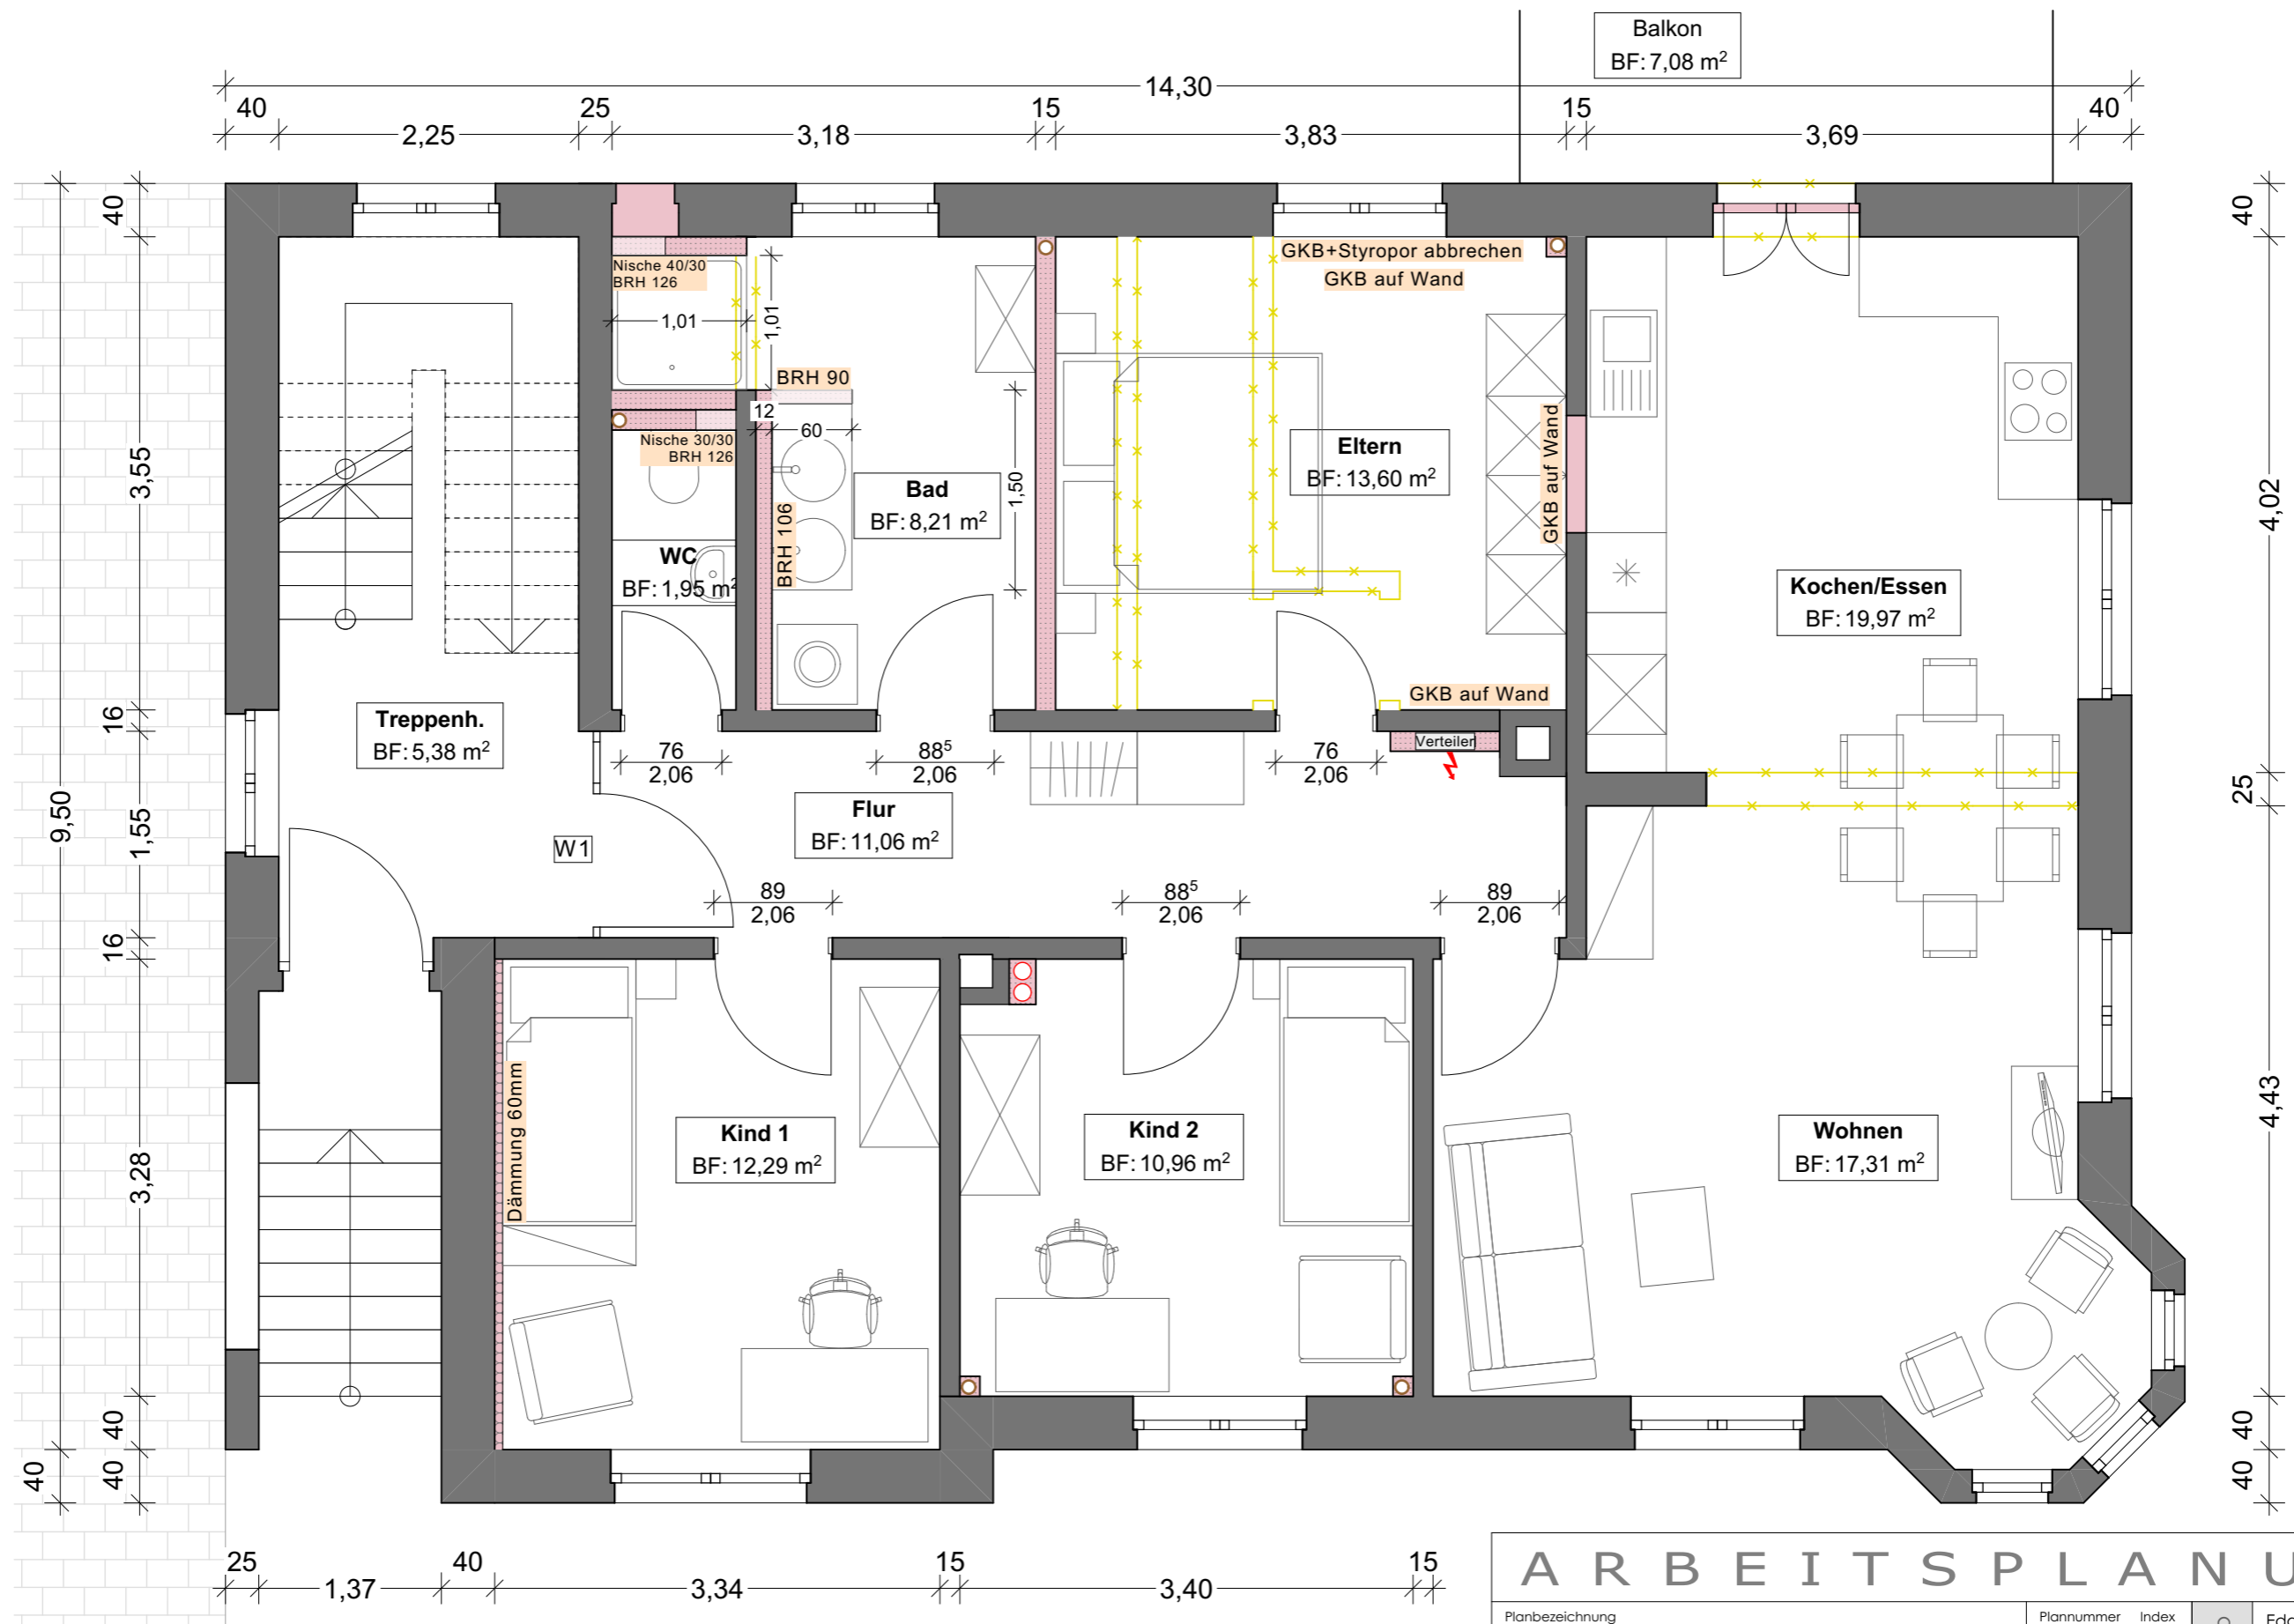 Balkon
BF: 7,08 m²
14,30
40
25
15
15
40
2,25
3,18
3,83
3,69
40
40
Nische 40/30
BRH 126
1,01
1,01
GKB+Styropor abbrechen
GKB auf Wand
BRH 90
12
60
Nische 30/30
BRH 126
3,55
Bad
BF: 8,21 m²
1,50
BRH 106
Eltern
BF: 13,60 m²
GKB auf Wand
4,02
WC
BF: 1,95 m²
Kochen/Essen
BF: 19,97 m²
GKB auf Wand
16
Treppenh.
BF: 5,38 m²
76
2,06
88⁵
2,06
76
2,06
Verteiler
25
9,50
1,55
Flur
BF: 11,06 m²
W1
89
2,06
88⁵
2,06
89
2,06
16
Dämmung 60mm
Kind 1
BF: 12,29 m²
Kind 2
BF: 10,96 m²
Wohnen
BF: 17,31 m²
4,43
3,28
40
40
40
40
40
25
40
15
15
1,37
3,34
3,40
ARBEITSPLANU
Planbezeichnung
Plannummer
Index